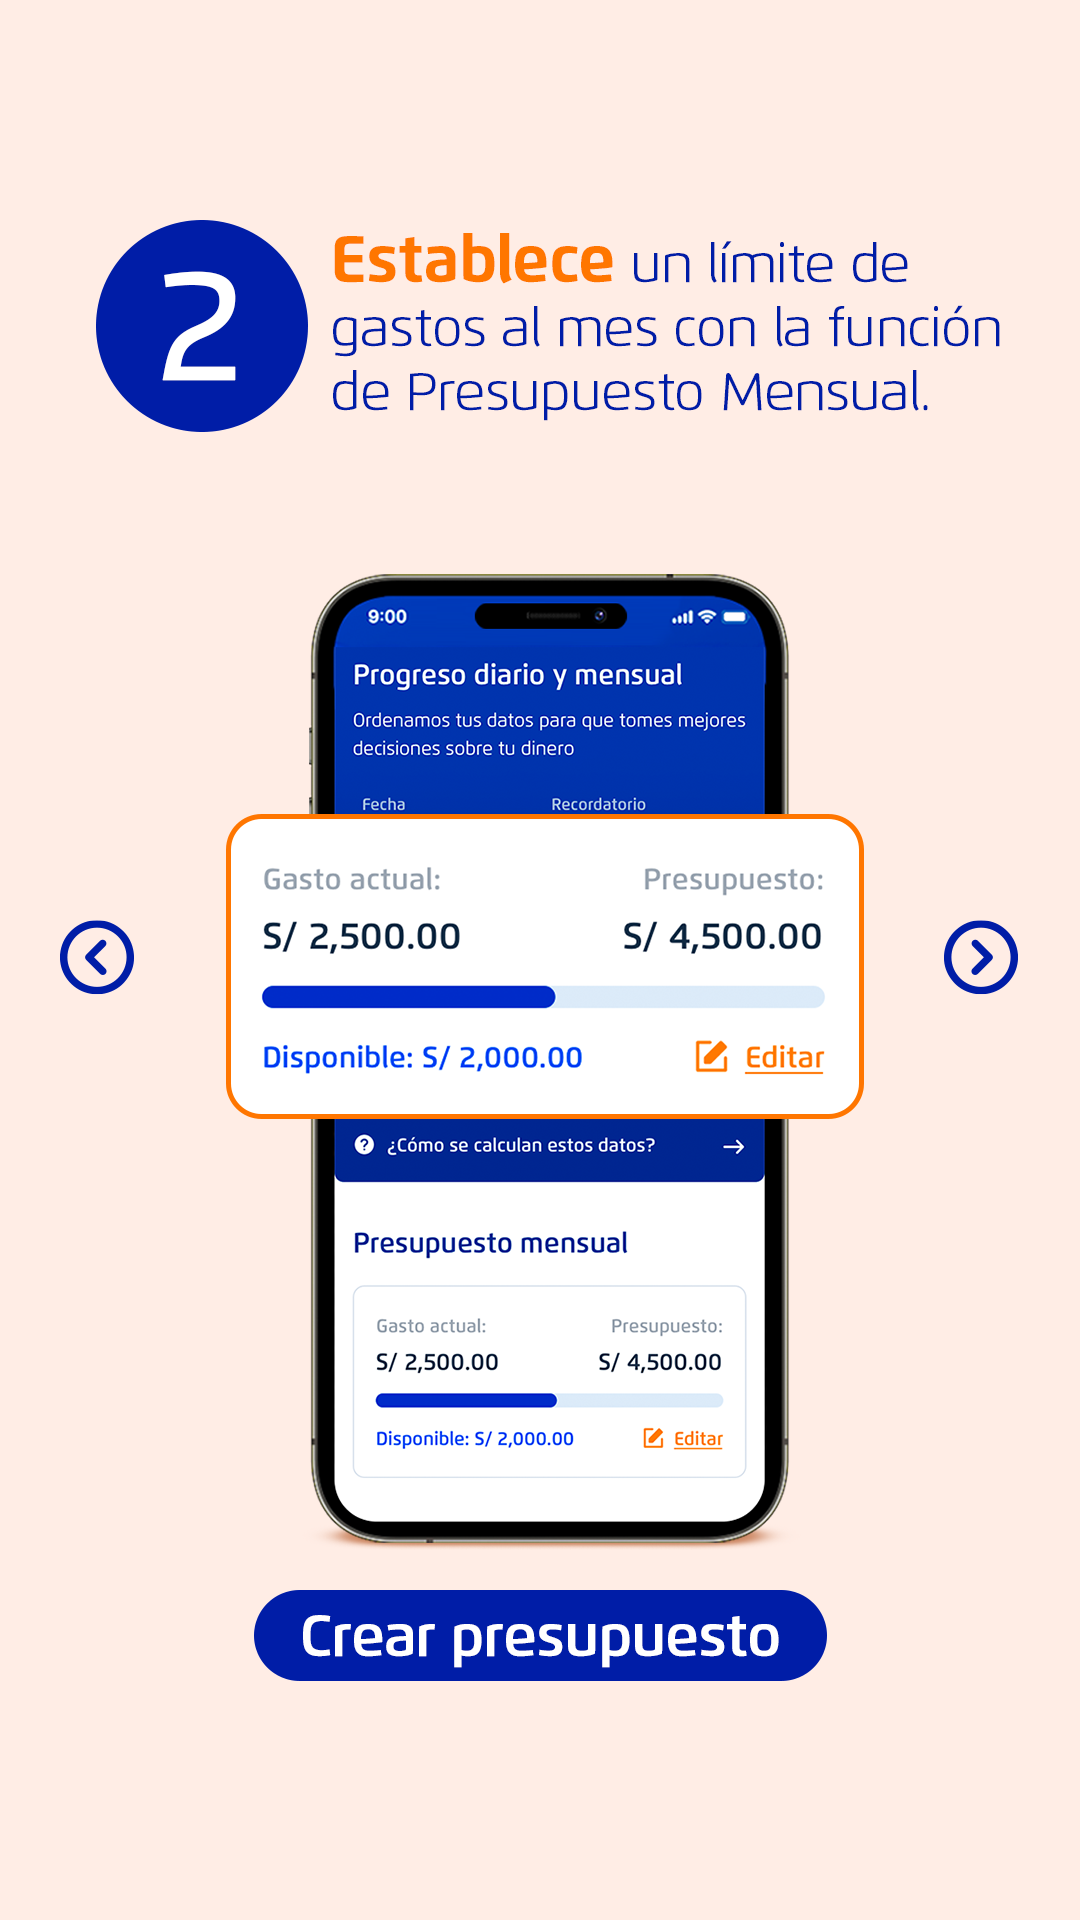 2
Establece un límite de
gastos al mes con la función
de Presupuesto Mensual.
9:00
Progreso diario y mensual
Ordenamos tus datos para que tomes mejores
decisiones sobre tu dinero
Fecha Recordatorio
Gasto actual: Presupuesto:
S/ 2,500.00 S/ 4,500.00
Disponible: S/ 2,000.00 Editar
? ¿Cómo se calculan estos datos? →
Presupuesto mensual
Gasto actual: Presupuesto:
S/ 2,500.00 S/ 4,500.00
Disponible: S/ 2,000.00 Editar
Crear presupuesto